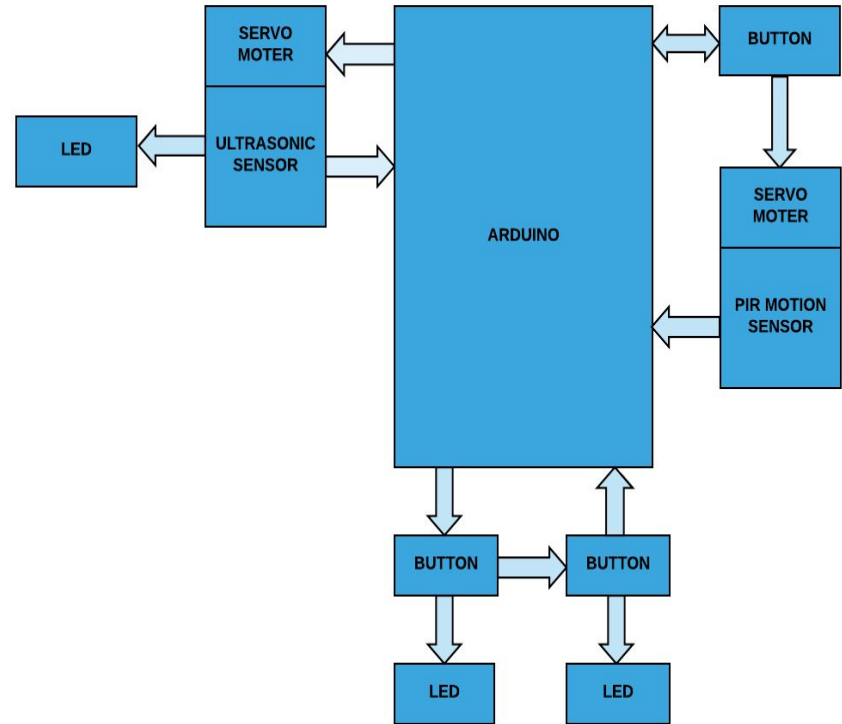 SERVO
MOTER
BUTTON
LED
ULTRASONIC
SENSOR
ARDUINO
SERVO
MOTER
PIR MOTION
SENSOR
BUTTON
BUTTON
LED
LED